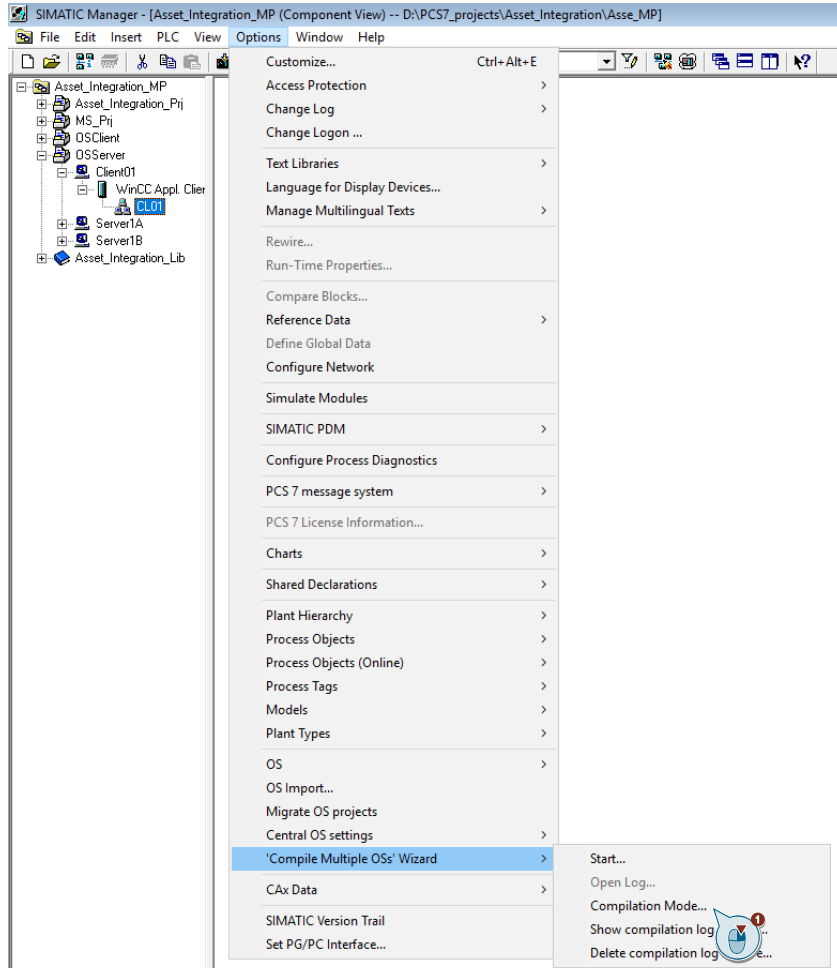 SIMATIC Manager - [Asset_Integration_MP (Component View) -- D:\PCS7_projects\Asset_Integration\Asse_MP]
File Edit Insert PLC View Options Window Help
Asset_Integration_MP
Asset_Integration_Prj
MS_Prj
OSClient
OSServer
Client01
WinCC Appl. Clier
CL01
Server1A
Server1B
Asset_Integration_Lib
Customize... Ctrl+Alt+E
Access Protection
Change Log
Change Logon ...
Text Libraries
Language for Display Devices...
Manage Multilingual Texts
Rewire...
Run-Time Properties...
Compare Blocks...
Reference Data
Define Global Data
Configure Network
Simulate Modules
SIMATIC PDM
Configure Process Diagnostics
PCS 7 message system
PCS 7 License Information...
Charts
Shared Declarations
Plant Hierarchy
Process Objects
Process Objects (Online)
Process Tags
Models
Plant Types
OS
OS Import...
Migrate OS projects
Central OS settings
'Compile Multiple OSs' Wizard
CAx Data
SIMATIC Version Trail
Set PG/PC Interface...
Start...
Open Log...
Compilation Mode...
1
Show compilation log
Delete compilation log